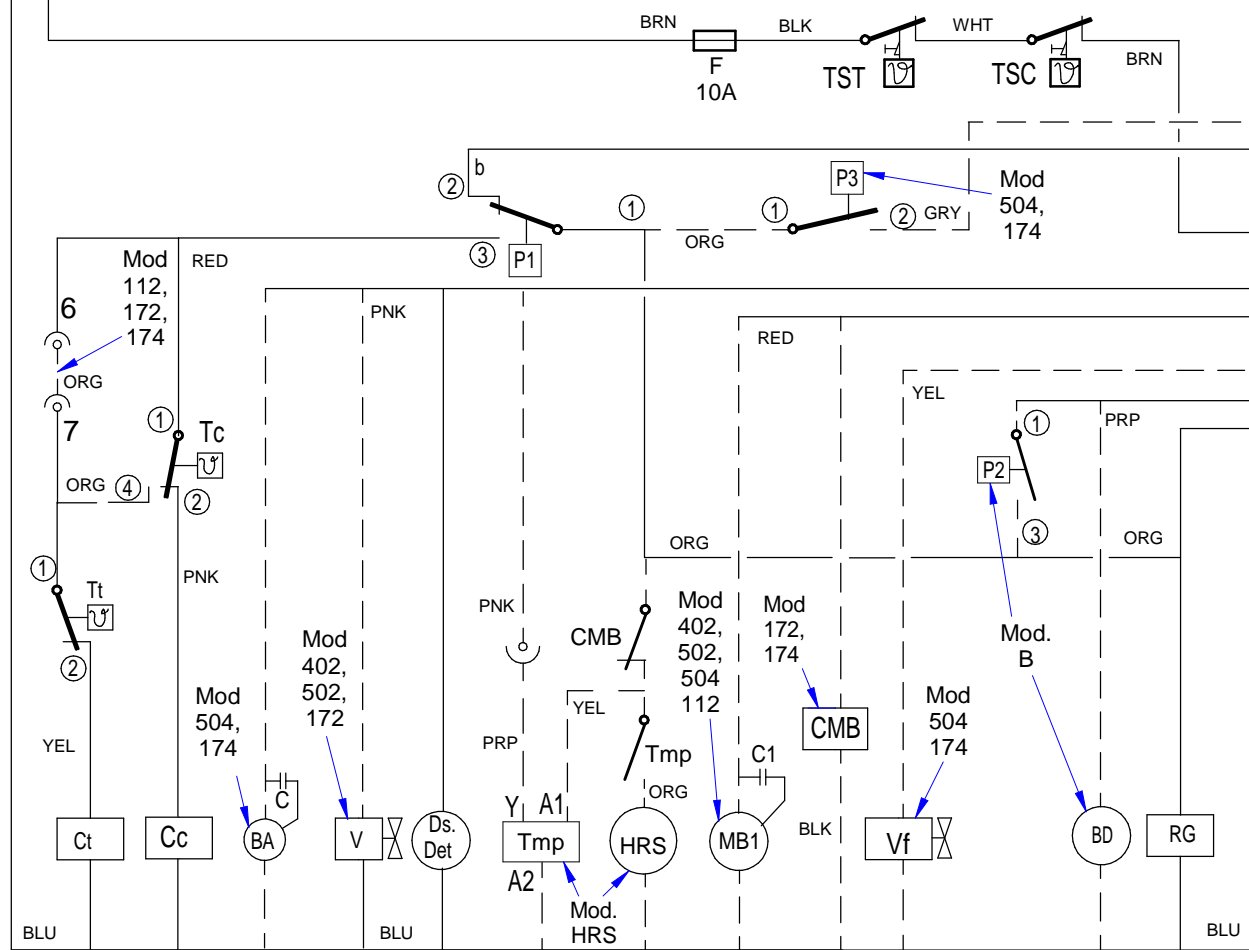 BRN
BLK
WHT
BRN
F
10A
TST
ϑ
TSC
ϑ
b
2
1
1
P3
2
GRY
Mod
504,
174
ORG
3
P1
Mod
112,
172,
174
RED
6
PNK
RED
ORG
7
YEL
1
Tc
ϑ
1
PRP
ORG
4
2
P2
3
ORG
ORG
1
Tt
ϑ
PNK
2
PNK
CMB
Mod
402,
502,
504
112
Mod
172,
174
Mod.
B
Mod
402,
502,
172
Mod
504,
174
YEL
CMB
Mod
504
174
YEL
PRP
Tmp
C1
ORG
C
Y
A1
BLK
Ct
Cc
BA
V
Ds.
Det
Tmp
HRS
MB1
Vf
BD
RG
A2
Mod.
HRS
BLU
BLU
BLU